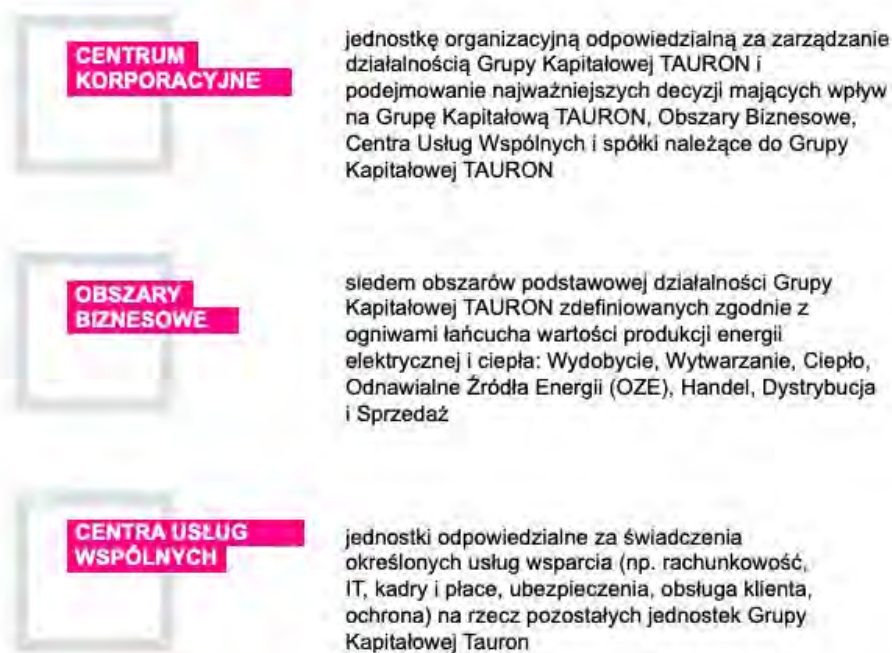 CENTRUM
KORPORACYJNE
jednostkę organizacyjną odpowiedzialną za zarządzanie
działalnością Grupy Kapitałowej TAURON i
podejmowanie najważniejszych decyzji mających wpływ
na Grupę Kapitałową TAURON, Obszary Biznesowe,
Centra Usług Wspólnych i spółki należące do Grupy
Kapitałowej TAURON
OBSZARY
BIZNESOWE
siedem obszarów podstawowej działalności Grupy
Kapitałowej TAURON zdefiniowanych zgodnie z
ogniwami łańcucha wartości produkcji energii
elektrycznej i ciepła: Wydobycie, Wytwarzanie, Ciepło,
Odnawialne Źródła Energii (OZE), Handel, Dystrybucja
i Sprzedaż
CENTRA USŁUG
WSPÓLNYCH
jednostki odpowiedzialne za świadczenia
określonych usług wsparcia (np. rachunkowość,
IT, kadry i płace, ubezpieczenia, obsługa klienta,
ochrona) na rzecz pozostałych jednostek Grupy
Kapitałowej Tauron